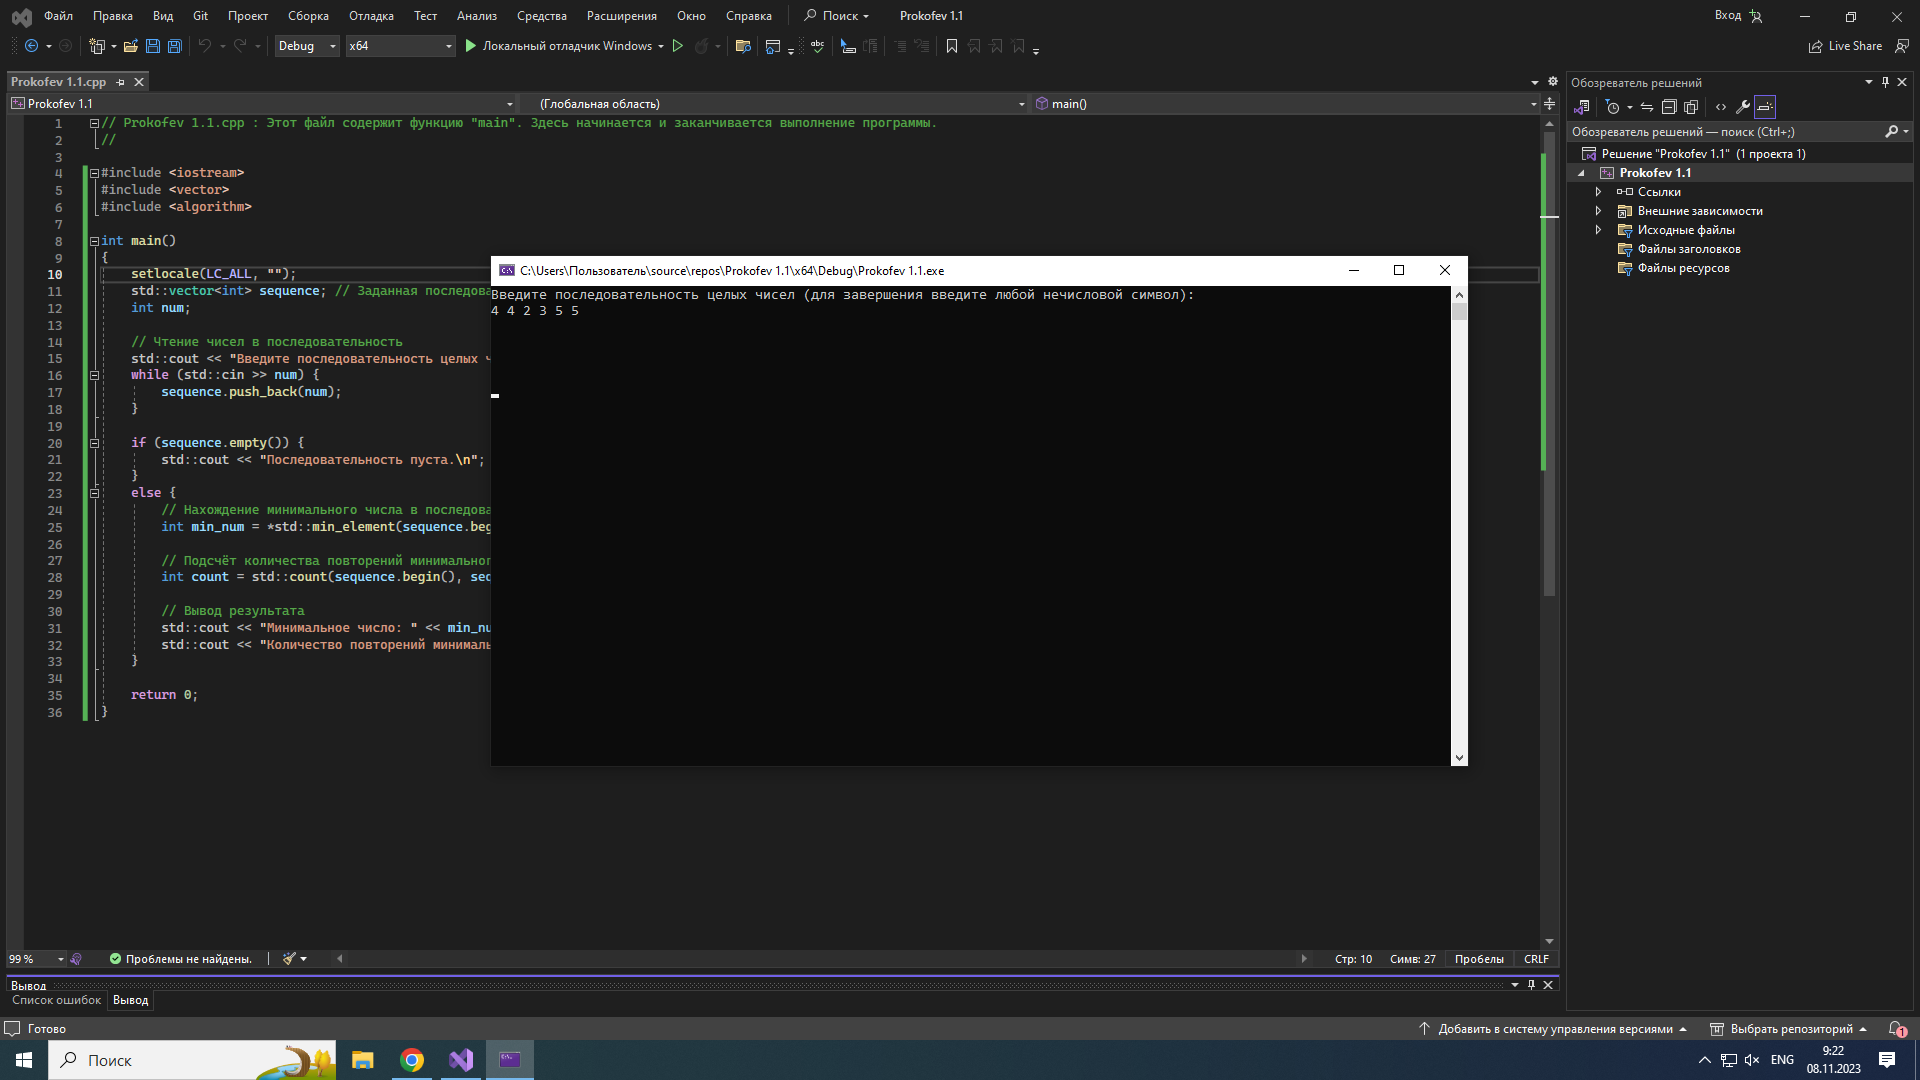 Файл Правка Вид Git Проект Сборка Отладка Тест Анализ Средства Расширения Окно Справка Поиск Prokofev 1.1 Вход
Debug x64 Локальный отладчик Windows abc Live Share
Prokofev 1.1.cpp
Prokofev 1.1 (Глобальная область) main()
1 // Prokofev 1.1.cpp : Этот файл содержит функцию "main". Здесь начинается и заканчивается выполнение программы.
2 //
3
4 #include <iostream>
5 #include <vector>
6 #include <algorithm>
7
8 int main()
9 {
10 setlocale(LC_ALL, "");
11 std::vector<int> sequence; // Заданная последова
12 int num;
13
14 // Чтение чисел в последовательность
15 std::cout << "Введите последовательность целых ч
16 while (std::cin >> num) {
17 sequence.push_back(num);
18 }
19
20 if (sequence.empty()) {
21 std::cout << "Последовательность пуста.\n";
22 }
23 else {
24 // Нахождение минимального числа в последова
25 int min_num = *std::min_element(sequence.beg
26
27 // Подсчёт количества повторений минимальног
28 int count = std::count(sequence.begin(), seq
29
30 // Вывод результата
31 std::cout << "Минимальное число: " << min_nu
32 std::cout << "Количество повторений минималь
33 }
34
35 return 0;
36 }
C:\Users\Пользователь\source\repos\Prokofev 1.1\x64\Debug\Prokofev 1.1.exe
Введите последовательность целых чисел (для завершения введите любой нечисловой символ):
4 4 2 3 5 5
Обозреватель решений
Обозреватель решений — поиск (Ctrl+;)
Решение "Prokofev 1.1" (1 проекта 1)
Prokofev 1.1
Ссылки
Внешние зависимости
Исходные файлы
Файлы заголовков
Файлы ресурсов
99 % Проблемы не найдены. Стр: 10 Симв: 27 Пробелы CRLF
Вывод
Список ошибок Вывод
Готово Добавить в систему управления версиями Выбрать репозиторий 1
Поиск ENG 9:22
08.11.2023